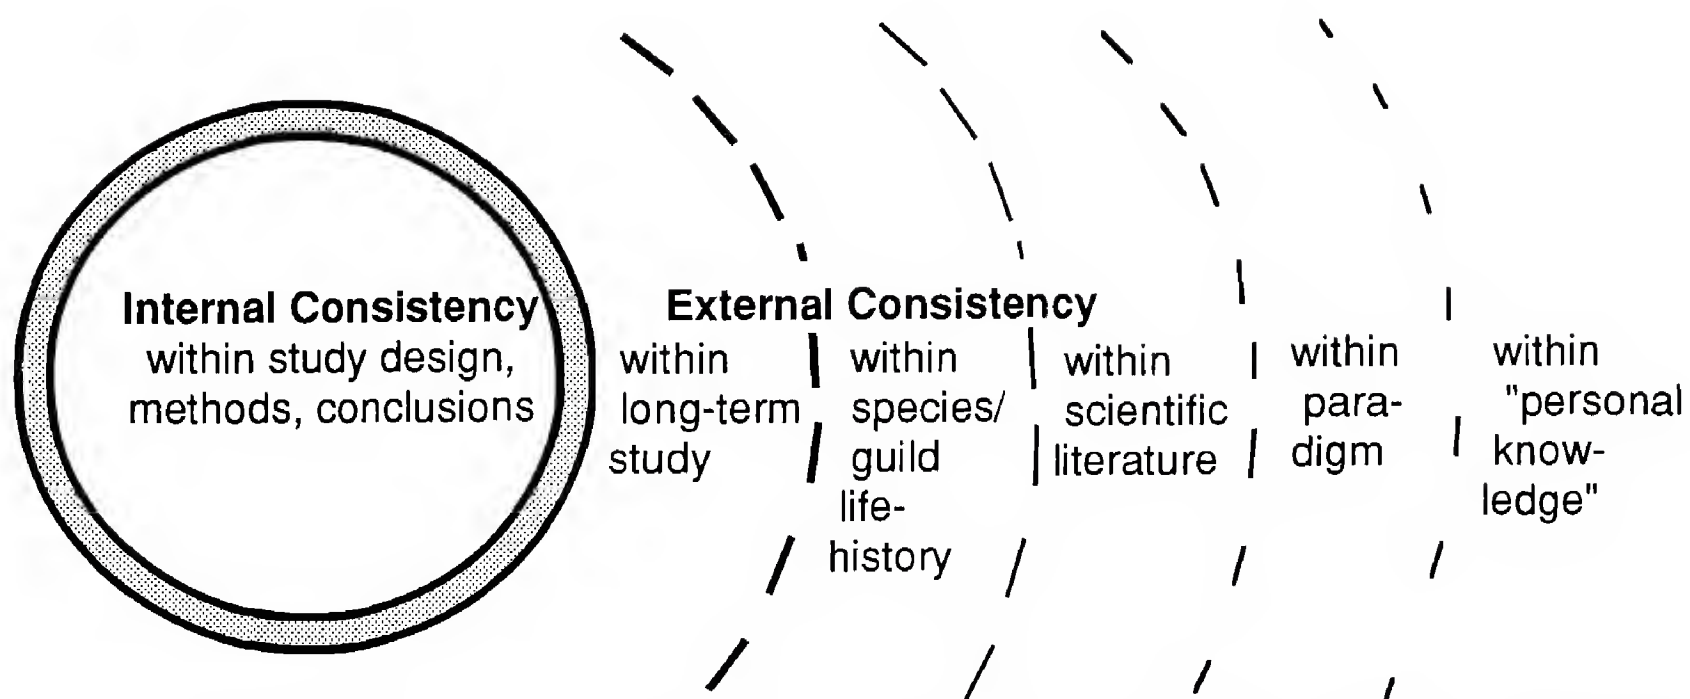 Internal Consistency
within study design,
methods, conclusions
External Consistency
within
long-term
study
within
species/
guild
life-
history
within
scientific
literature
within
para-
digm
within
"personal
know-
ledge"